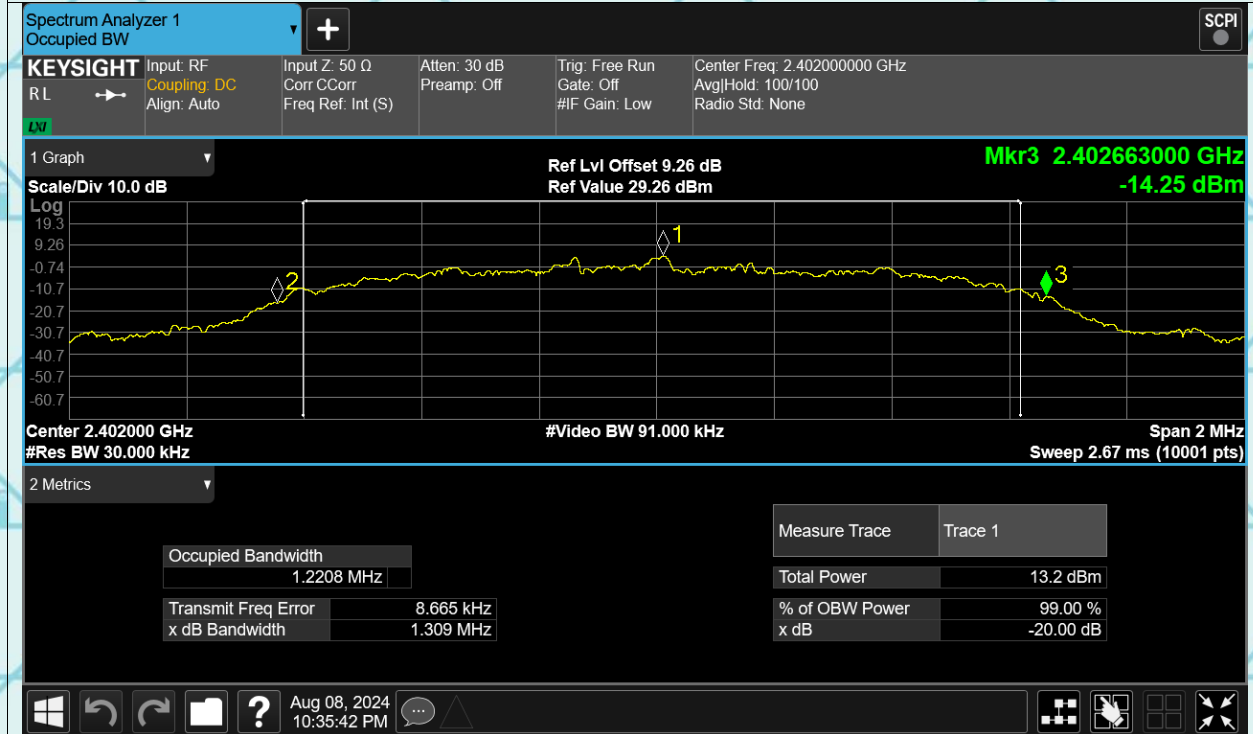 Spectrum Analyzer 1
Occupied BW
+
SCPI
KEYSIGHT
RL
LXI
Input: RF
Coupling: DC
Align: Auto
Input Z: 50 Ω
Corr CCorr
Freq Ref: Int (S)
Atten: 30 dB
Preamp: Off
Trig: Free Run
Gate: Off
#IF Gain: Low
Center Freq: 2.402000000 GHz
Avg|Hold: 100/100
Radio Std: None
1 Graph
Scale/Div 10.0 dB
Ref Lvl Offset 9.26 dB
Ref Value 29.26 dBm
Mkr3 2.402663000 GHz
-14.25 dBm
Log
19.3
9.26
-0.74
-10.7
-20.7
-30.7
-40.7
-50.7
-60.7
1
2
3
Center 2.402000 GHz
#Video BW 91.000 kHz
Span 2 MHz
#Res BW 30.000 kHz
Sweep 2.67 ms (10001 pts)
2 Metrics
Measure Trace Trace 1
Occupied Bandwidth
1.2208 MHz
Total Power 13.2 dBm
Transmit Freq Error 8.665 kHz
% of OBW Power 99.00 %
x dB Bandwidth 1.309 MHz
x dB -20.00 dB
?
Aug 08, 2024
10:35:42 PM